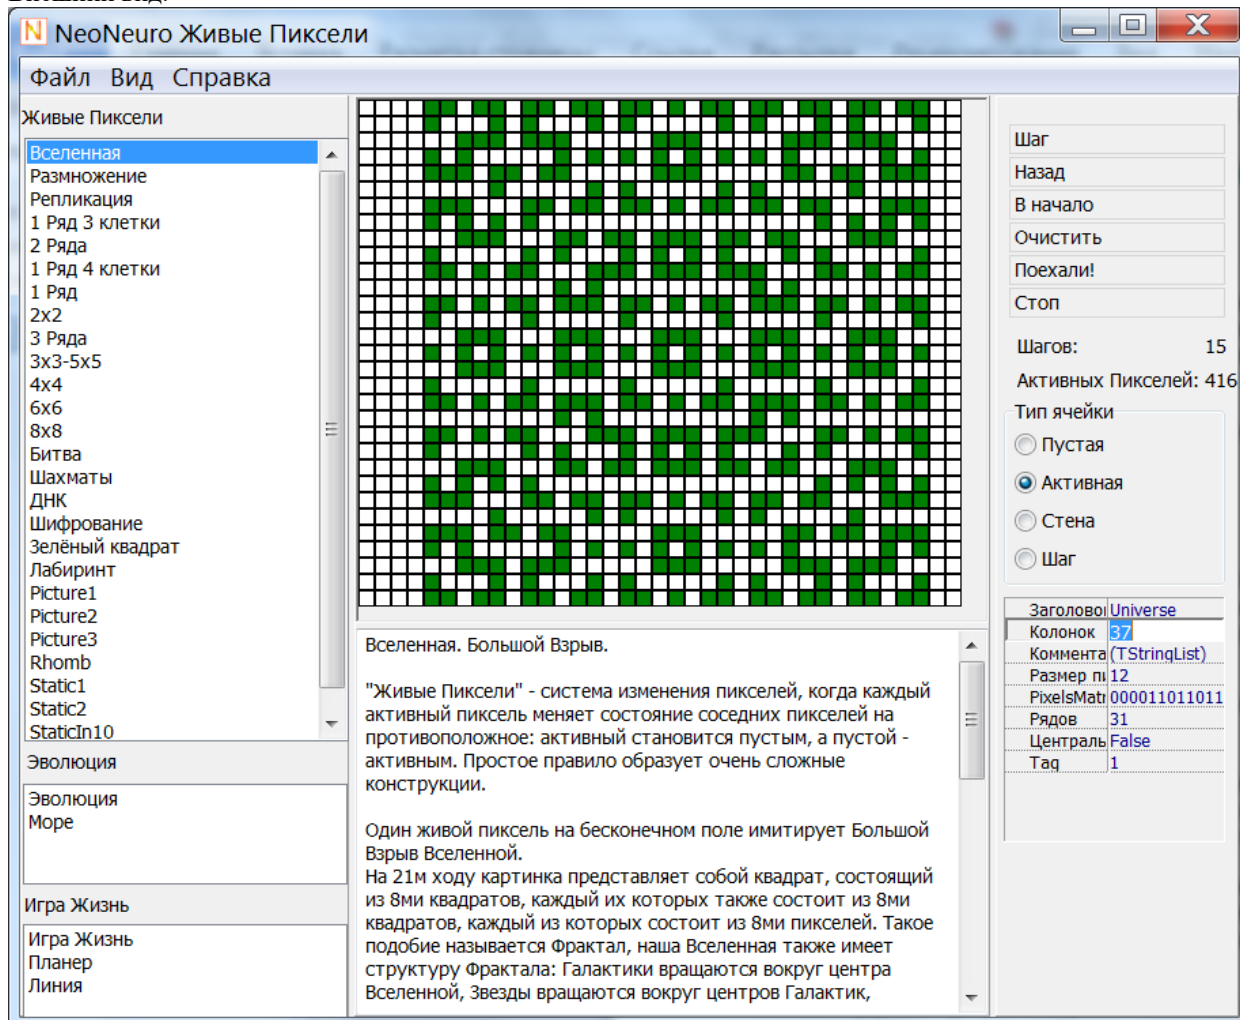 NeoNeuro Живые Пиксели
Файл Вид Справка
Живые Пиксели
Вселенная
Размножение
Репликация
1 Ряд 3 клетки
2 Ряда
1 Ряд 4 клетки
1 Ряд
2x2
3 Ряда
3x3-5x5
4x4
6x6
8x8
Битва
Шахматы
ДНК
Шифрование
Зелёный квадрат
Лабиринт
Picture1
Picture2
Picture3
Rhomb
Static1
Static2
StaticIn10
Эволюция
Эволюция
Море
Игра Жизнь
Игра Жизнь
Планер
Линия
Вселенная. Большой Взрыв.
"Живые Пиксели" - система изменения пикселей, когда каждый
активный пиксель меняет состояние соседних пикселей на
противоположное: активный становится пустым, а пустой -
активным. Простое правило образует очень сложные
конструкции.
Один живой пиксель на бесконечном поле имитирует Большой
Взрыв Вселенной.
На 21м ходу картинка представляет собой квадрат, состоящий
из 8ми квадратов, каждый их которых также состоит из 8ми
квадратов, каждый из которых состоит из 8ми пикселей. Такое
подобие называется Фрактал, наша Вселенная также имеет
структуру Фрактала: Галактики вращаются вокруг центра
Вселенной, Звезды вращаются вокруг центров Галактик,
Шаг
Назад
В начало
Очистить
Поехали!
Стоп
Шагов: 15
Активных Пикселей: 416
Тип ячейки
Пустая
Активная
Стена
Шаг
Заголово Universe
Колонок 37
Коммента (TStringList)
Размер пи 12
PixelsMat 000011011011
Рядов 31
Централь False
Tag 1